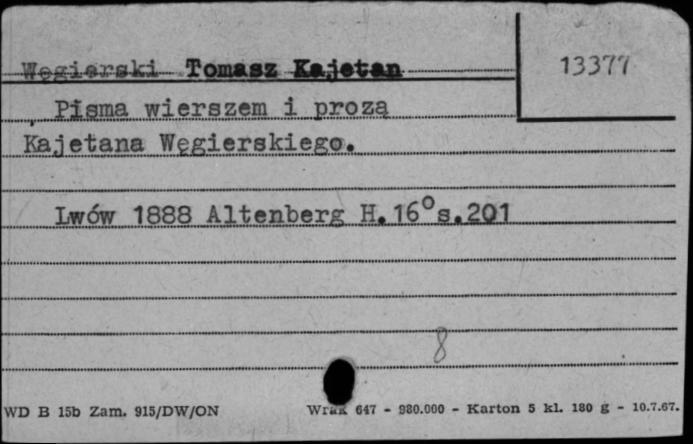 Węgierski Tomasz Kajetan
13377
Pisma wierszem i prozą
Kajetana Węgierskiego.
Lwów 1888 Altenberg H. 16° s. 201
8
WD B 15b Zam. 915/DW/ON
Wrak 647 - 980.000 - Karton 5 kl. 180 g - 10.7.67.